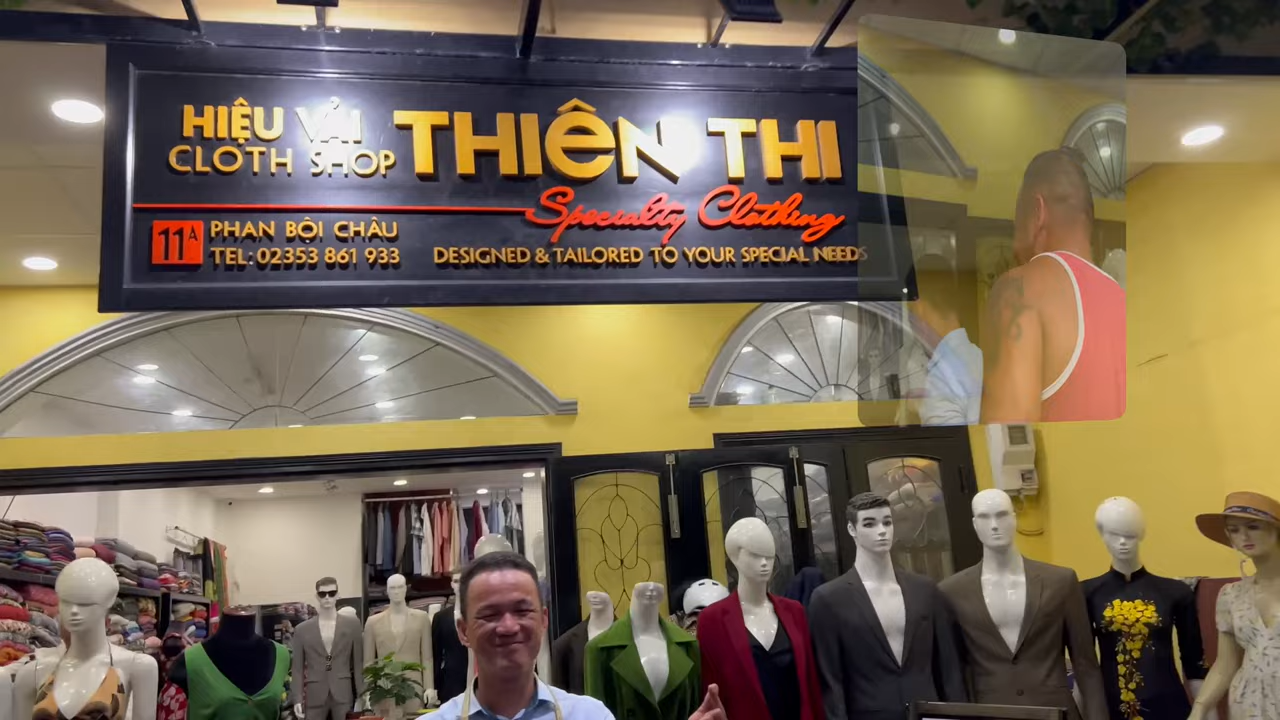 HIỆU VẢI
CLOTH SHOP
THIÊN THI
Specialty Clothing
11A
PHAN BỘI CHÂU
TEL: 02353 861 933
DESIGNED & TAILORED TO YOUR SPECIAL NEEDS